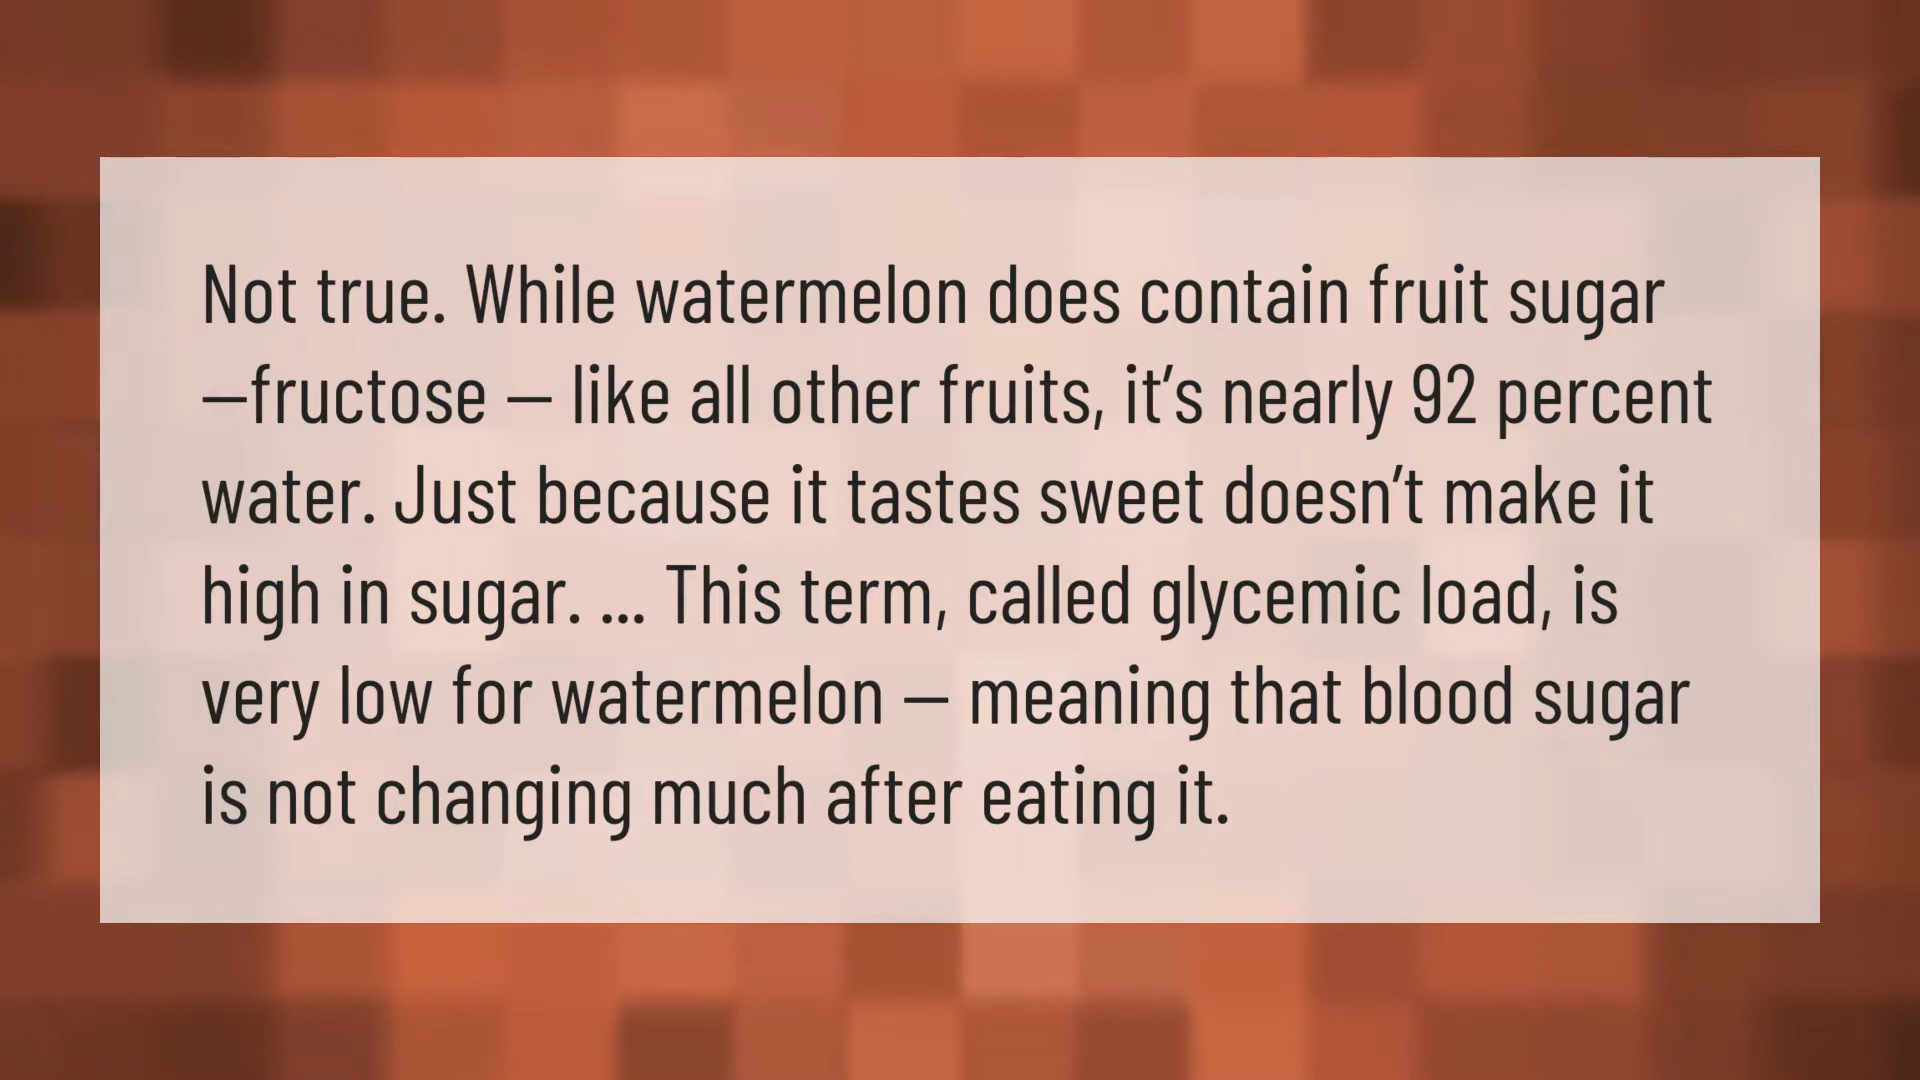 Not true. While watermelon does contain fruit sugar
—fructose — like all other fruits, it’s nearly 92 percent
water. Just because it tastes sweet doesn’t make it
high in sugar. ... This term, called glycemic load, is
very low for watermelon — meaning that blood sugar
is not changing much after eating it.